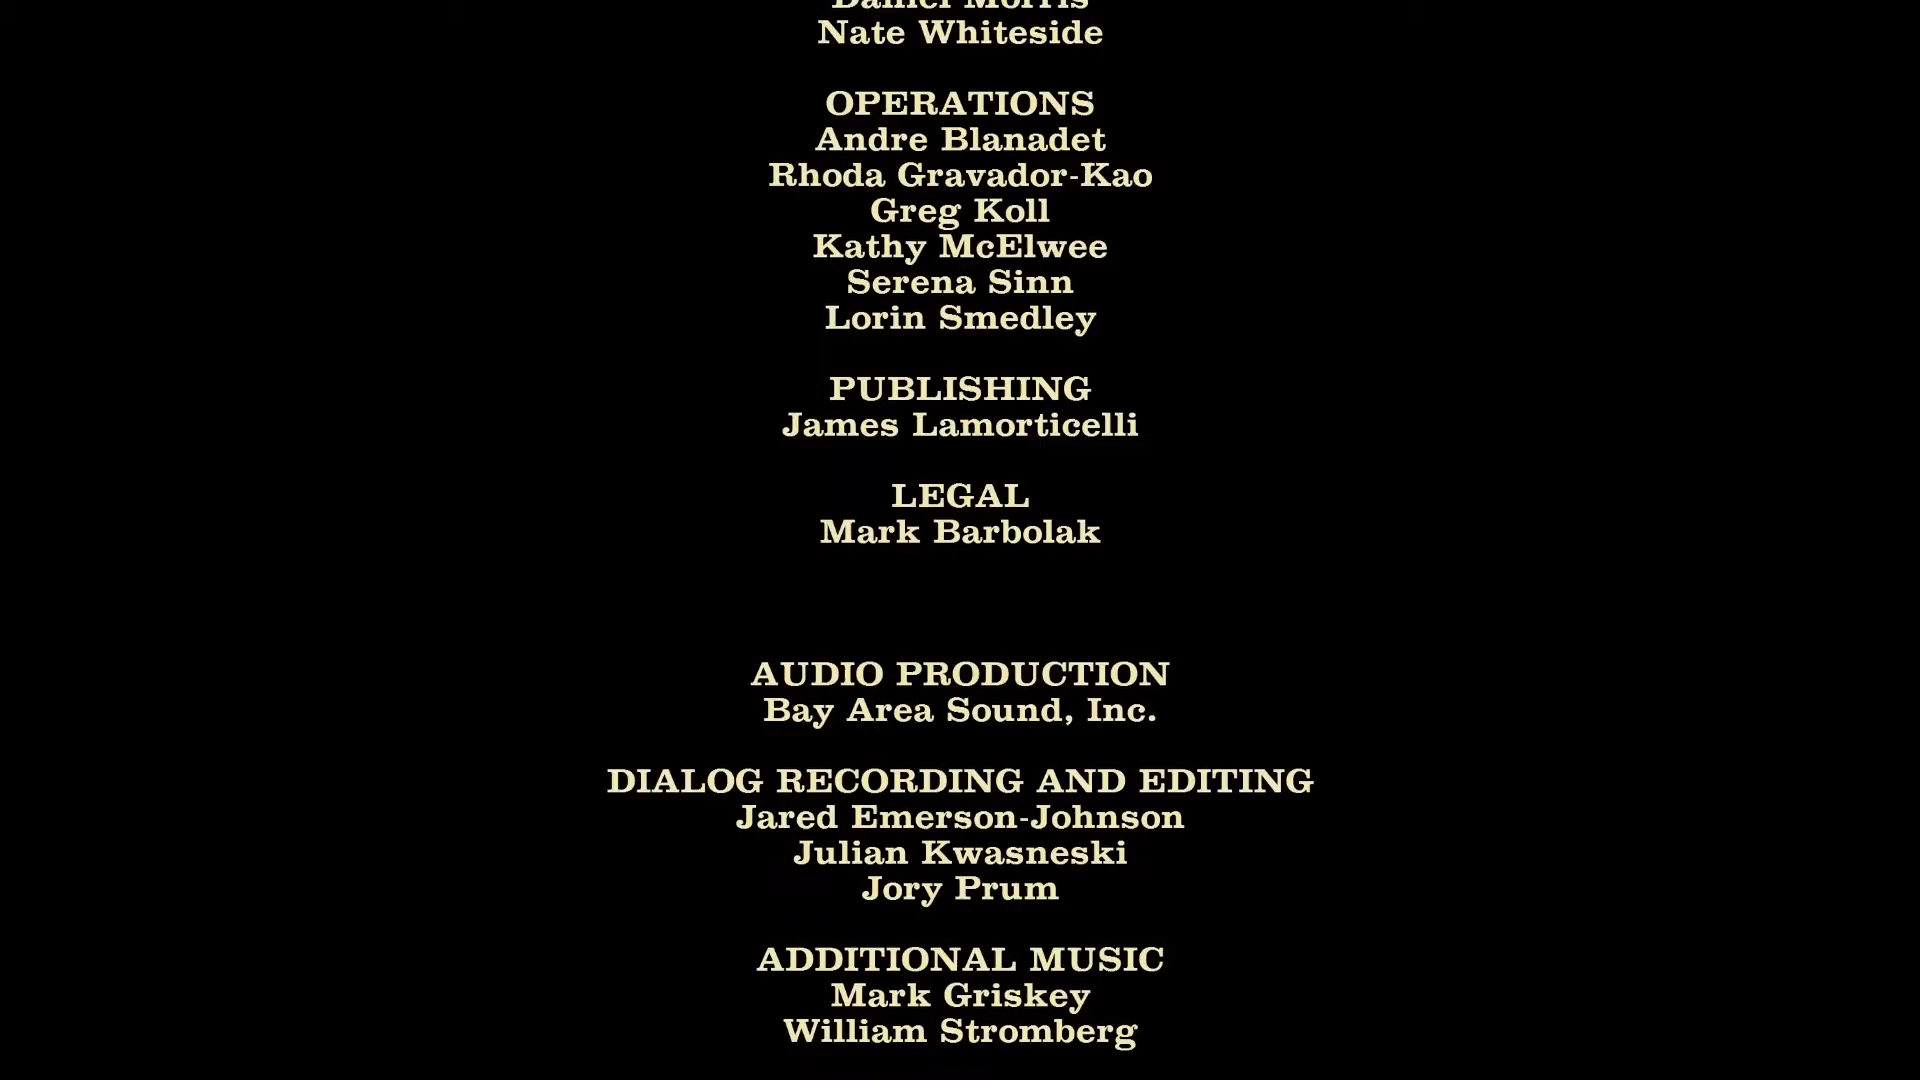 Daniel Morris
Nate Whiteside
OPERATIONS
Andre Blanadet
Rhoda Gravador-Kao
Greg Koll
Kathy McElwee
Serena Sinn
Lorin Smedley
PUBLISHING
James Lamorticelli
LEGAL
Mark Barbolak
AUDIO PRODUCTION
Bay Area Sound, Inc.
DIALOG RECORDING AND EDITING
Jared Emerson-Johnson
Julian Kwasneski
Jory Prum
ADDITIONAL MUSIC
Mark Griskey
William Stromberg